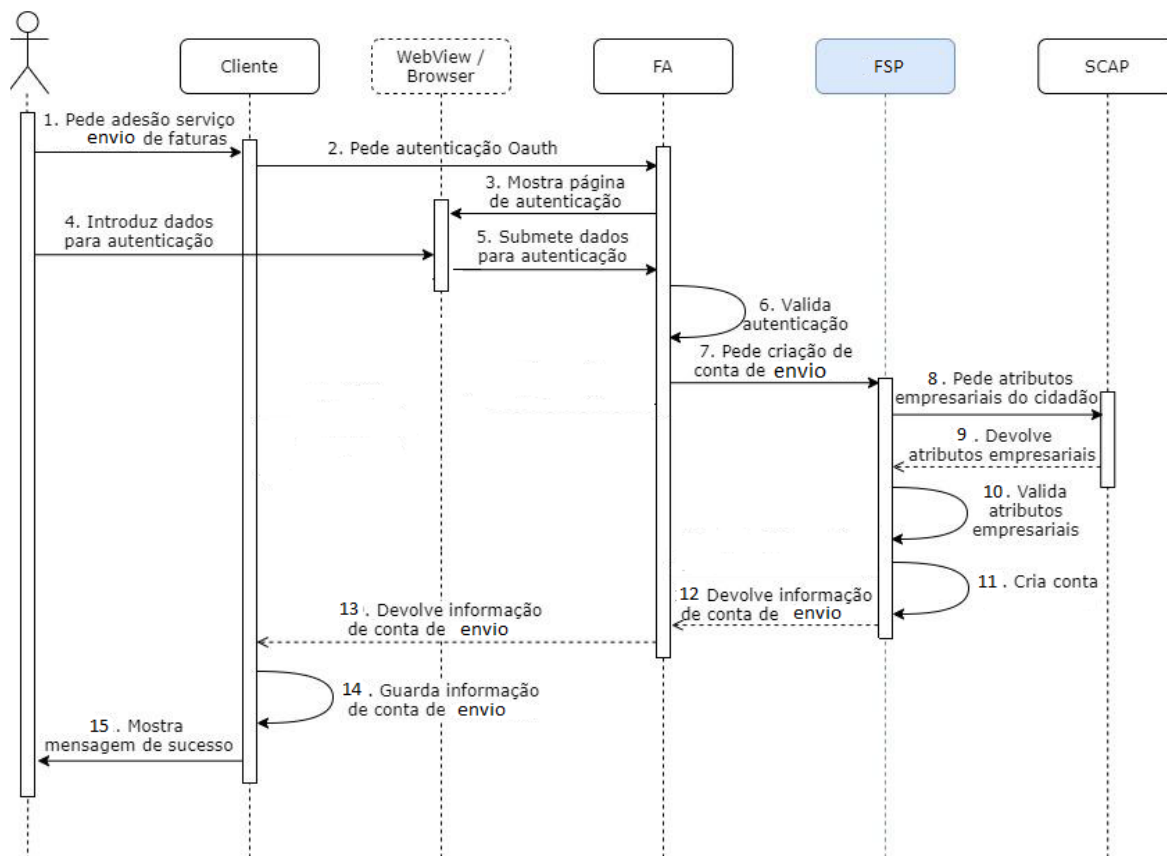 Cliente
WebView /
Browser
FA
FSP
SCAP
1. Pede adesão serviço
envio de faturas
2. Pede autenticação Oauth
3. Mostra página
de autenticação
4. Introduz dados
para autenticação
5. Submete dados
para autenticação
6. Valida
autenticação
7. Pede criação de
conta de envio
8 . Pede atributos
empresariais do cidadão
9 . Devolve
atributos empresariais
10. Valida
atributos
empresariais
11 . Cria conta
12 Devolve informação
de conta de envio
13 . Devolve informação
de conta de envio
14 . Guarda informação
de conta de envio
15 . Mostra
mensagem de sucesso